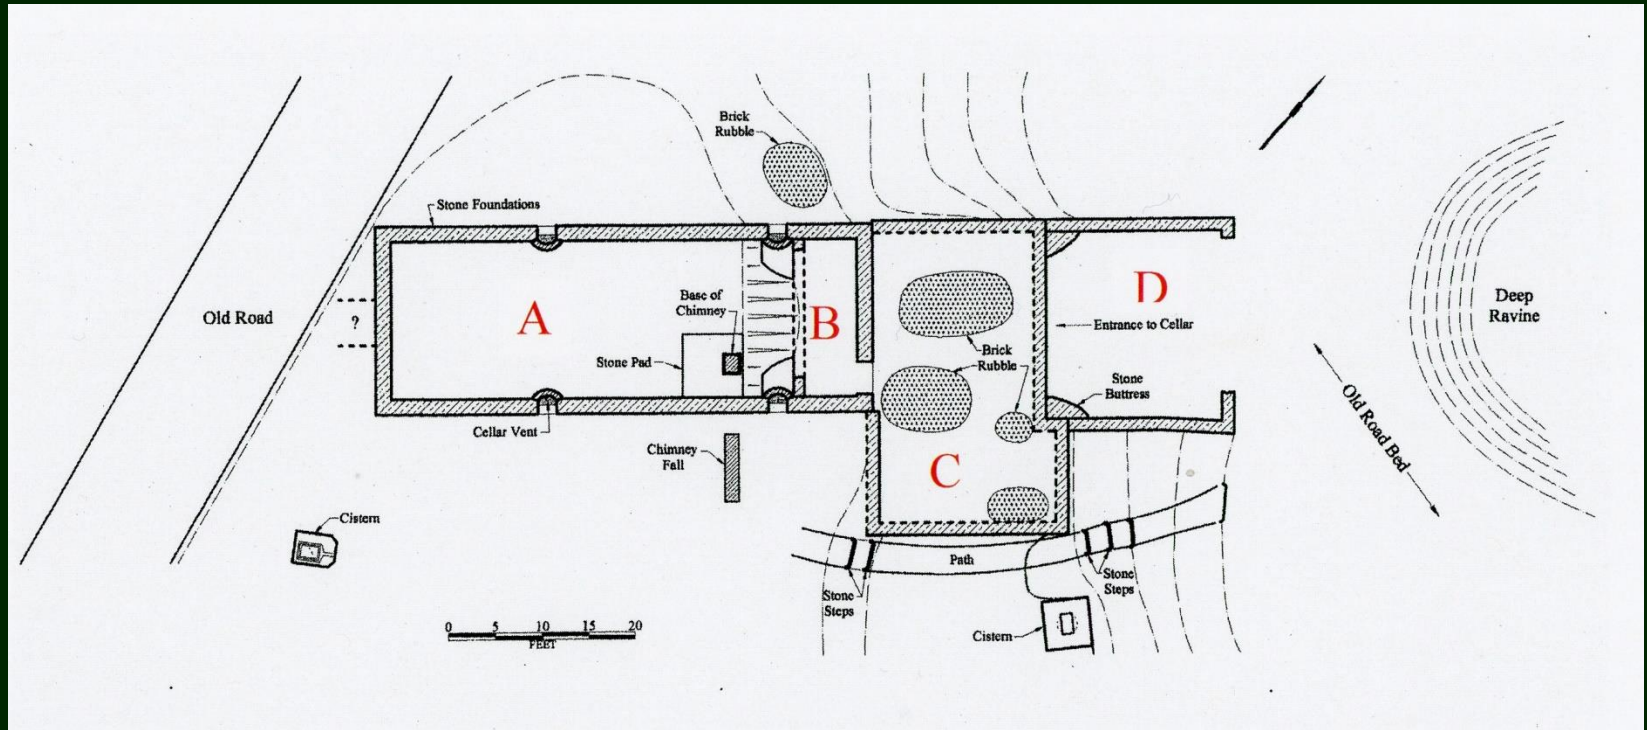 Brick
Rubble
Stone Foundations
Old Road
?
A
Base of
Chimney
Stone Pad
B
D
Entrance to Cellar
Deep
Ravine
Brick
Rubble
Stone
Buttress
Cellar Vent
Chimney
Fall
C
Old Road Bed
Cistern
Path
Stone
Steps
Stone
Steps
Cistern
0 5 10 15 20
FEET